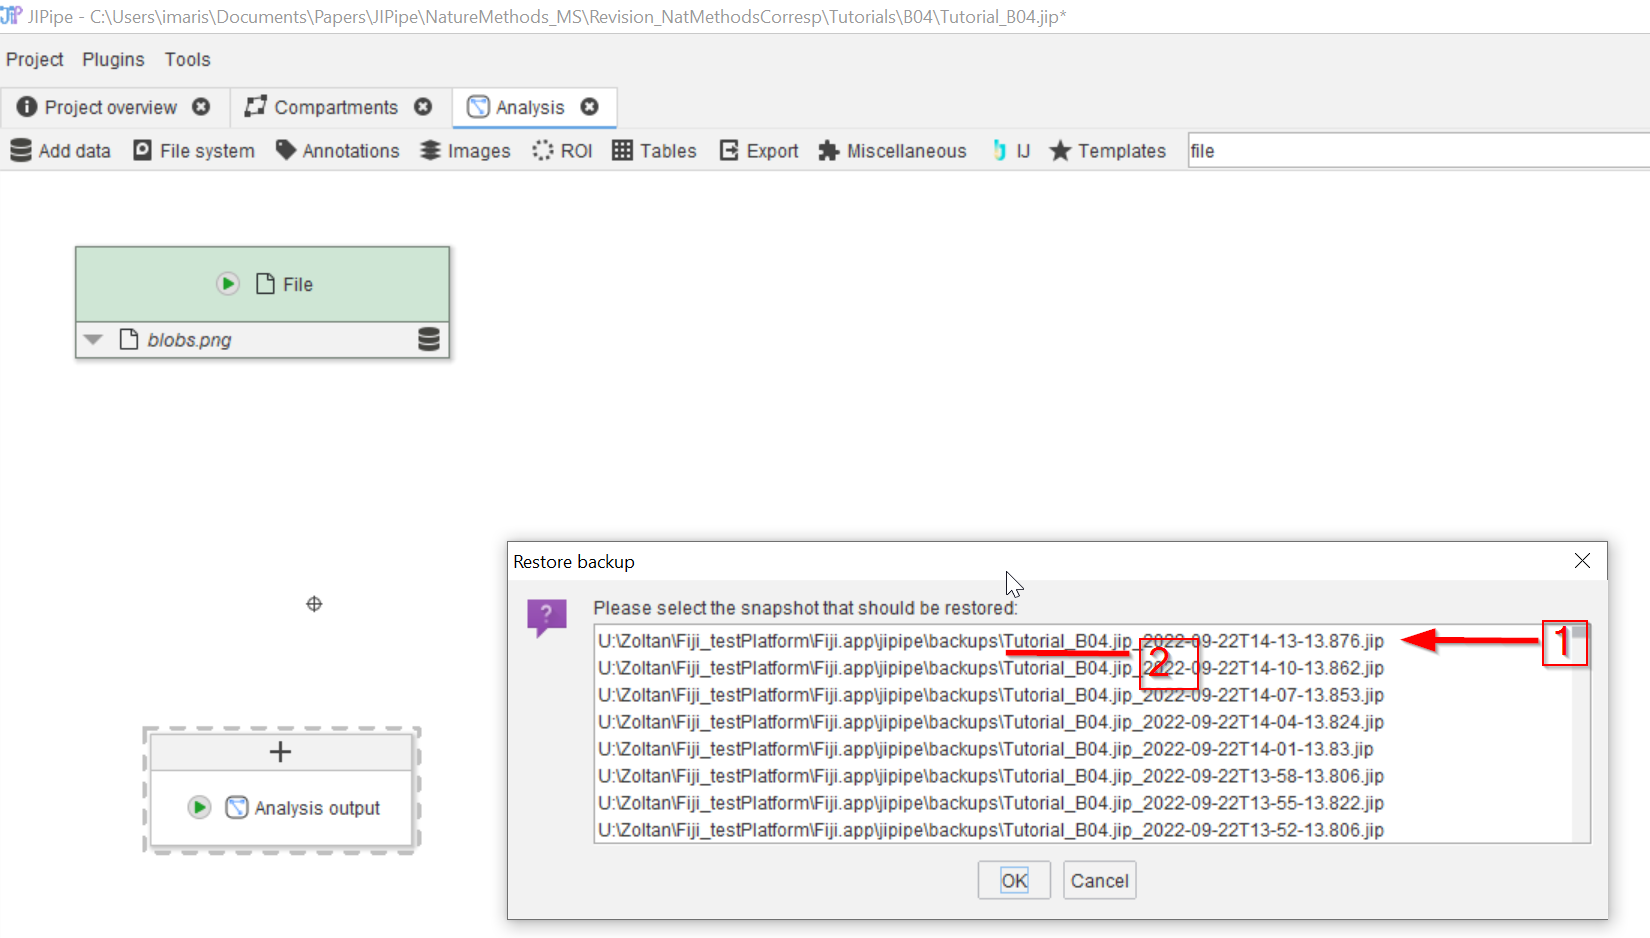 JIPipe - C:\Users\imaris\Documents\Papers\JIPipe\NatureMethods_MS\Revision_NatMethodsCorresp\Tutorials\B04\Tutorial_B04.jip*
Project Plugins Tools
Project overview Compartments Analysis
Add data File system Annotations Images ROI Tables Export Miscellaneous IJ Templates file
File
blobs.png
Restore backup
Please select the snapshot that should be restored:
U:\Zoltan\Fiji_testPlatform\Fiji.app\jipipe\backups\Tutorial_B04.jip_2022-09-22T14-13-13.876.jip
1
2
U:\Zoltan\Fiji_testPlatform\Fiji.app\jipipe\backups\Tutorial_B04.jip_2022-09-22T14-10-13.862.jip
U:\Zoltan\Fiji_testPlatform\Fiji.app\jipipe\backups\Tutorial_B04.jip_2022-09-22T14-07-13.853.jip
U:\Zoltan\Fiji_testPlatform\Fiji.app\jipipe\backups\Tutorial_B04.jip_2022-09-22T14-04-13.824.jip
U:\Zoltan\Fiji_testPlatform\Fiji.app\jipipe\backups\Tutorial_B04.jip_2022-09-22T14-01-13.83.jip
U:\Zoltan\Fiji_testPlatform\Fiji.app\jipipe\backups\Tutorial_B04.jip_2022-09-22T13-58-13.806.jip
U:\Zoltan\Fiji_testPlatform\Fiji.app\jipipe\backups\Tutorial_B04.jip_2022-09-22T13-55-13.822.jip
U:\Zoltan\Fiji_testPlatform\Fiji.app\jipipe\backups\Tutorial_B04.jip_2022-09-22T13-52-13.806.jip
OK Cancel
+
Analysis output